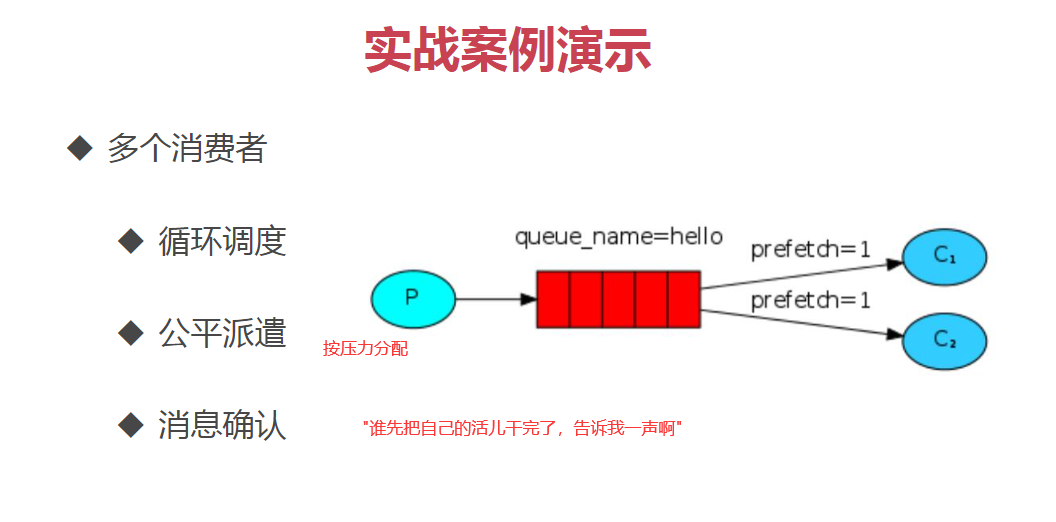 实战案例演示
◆ 多个消费者
◆ 循环调度
queue_name=hello
prefetch=1
C₁
P
prefetch=1
◆ 公平派遣
按压力分配
C₂
◆ 消息确认
"谁先把自己的活儿干完了，告诉我一声啊"